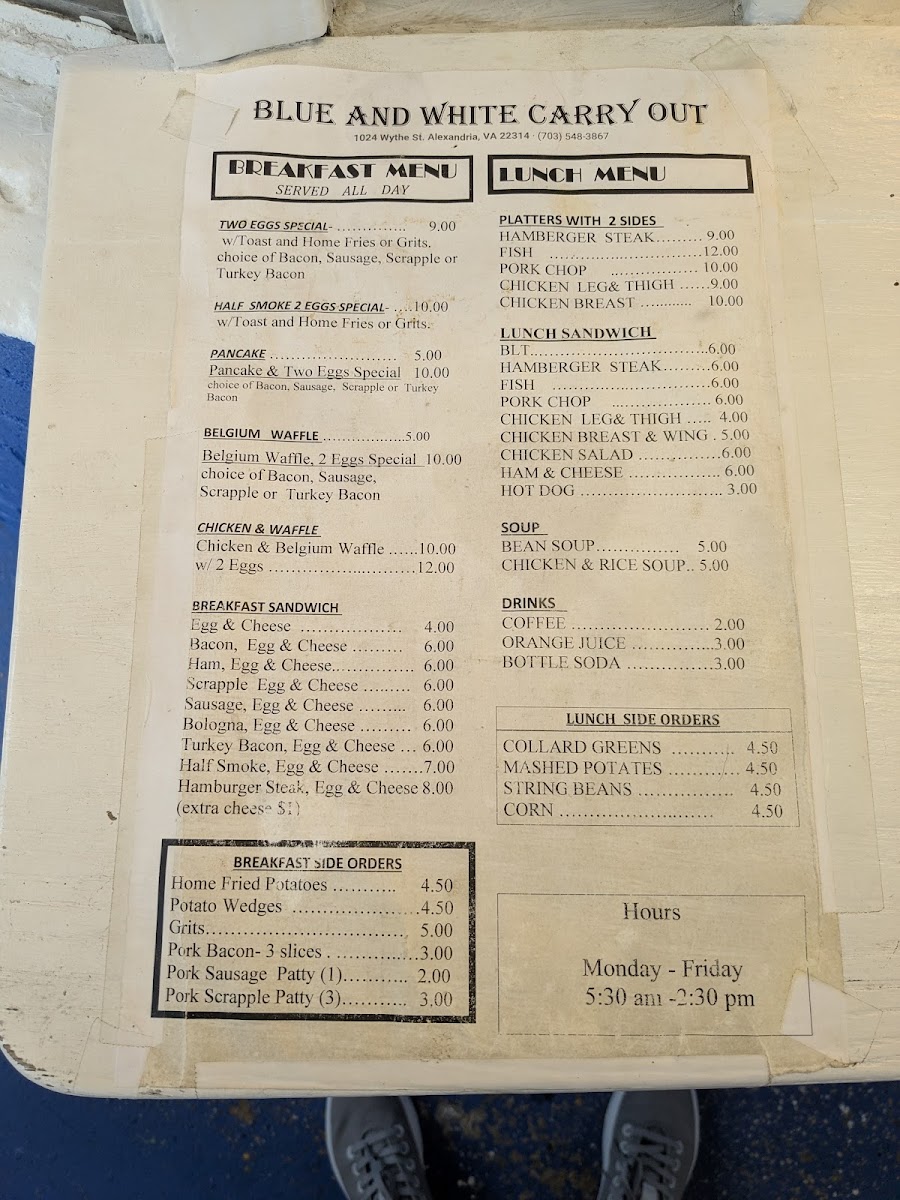 BLUE AND WHITE CARRY OUT
1024 Wythe St. Alexandria, VA 22314 · (703) 548-3867
BREAKFAST MENU
SERVED ALL DAY
TWO EGGS SPECIAL- .............. 9.00
w/Toast and Home Fries or Grits.
choice of Bacon, Sausage, Scrapple or
Turkey Bacon
HALF SMOKE 2 EGGS SPECIAL- ....10.00
w/Toast and Home Fries or Grits.
PANCAKE ........................ 5.00
Pancake & Two Eggs Special 10.00
choice of Bacon, Sausage, Scrapple or Turkey
Bacon
BELGIUM WAFFLE ..................5.00
Belgium Waffle, 2 Eggs Special 10.00
choice of Bacon, Sausage,
Scrapple or Turkey Bacon
CHICKEN & WAFFLE
Chicken & Belgium Waffle ......10.00
w/ 2 Eggs ..........................12.00
BREAKFAST SANDWICH
Egg & Cheese .................. 4.00
Bacon, Egg & Cheese ......... 6.00
Ham, Egg & Cheese.............. 6.00
Scrapple Egg & Cheese ......... 6.00
Sausage, Egg & Cheese ......... 6.00
Bologna, Egg & Cheese ......... 6.00
Turkey Bacon, Egg & Cheese ... 6.00
Half Smoke, Egg & Cheese .......7.00
Hamburger Steak, Egg & Cheese 8.00
(extra cheese $1)
BREAKFAST SIDE ORDERS
Home Fried Potatoes ........... 4.50
Potato Wedges ......................4.50
Grits.................................. 5.00
Pork Bacon- 3 slices ...............3.00
Pork Sausage Patty (1)........... 2.00
Pork Scrapple Patty (3)........... 3.00
LUNCH MENU
PLATTERS WITH 2 SIDES
HAMBERGER STEAK......... 9.00
FISH .............................12.00
PORK CHOP ................ 10.00
CHICKEN LEG& THIGH ......9.00
CHICKEN BREAST ........... 10.00
LUNCH SANDWICH
BLT...................................6.00
HAMBERGER STEAK.........6.00
FISH ..............................6.00
PORK CHOP ................... 6.00
CHICKEN LEG& THIGH ..... 4.00
CHICKEN BREAST & WING . 5.00
CHICKEN SALAD ...............6.00
HAM & CHEESE ................. 6.00
HOT DOG .......................... 3.00
SOUP
BEAN SOUP............... 5.00
CHICKEN & RICE SOUP.. 5.00
DRINKS
COFFEE ......................... 2.00
ORANGE JUICE ...............3.00
BOTTLE SODA ................3.00
LUNCH SIDE ORDERS
COLLARD GREENS .......... 4.50
MASHED POTATES ............ 4.50
STRING BEANS ................ 4.50
CORN ........................... 4.50
Hours
Monday - Friday
5:30 am -2:30 pm